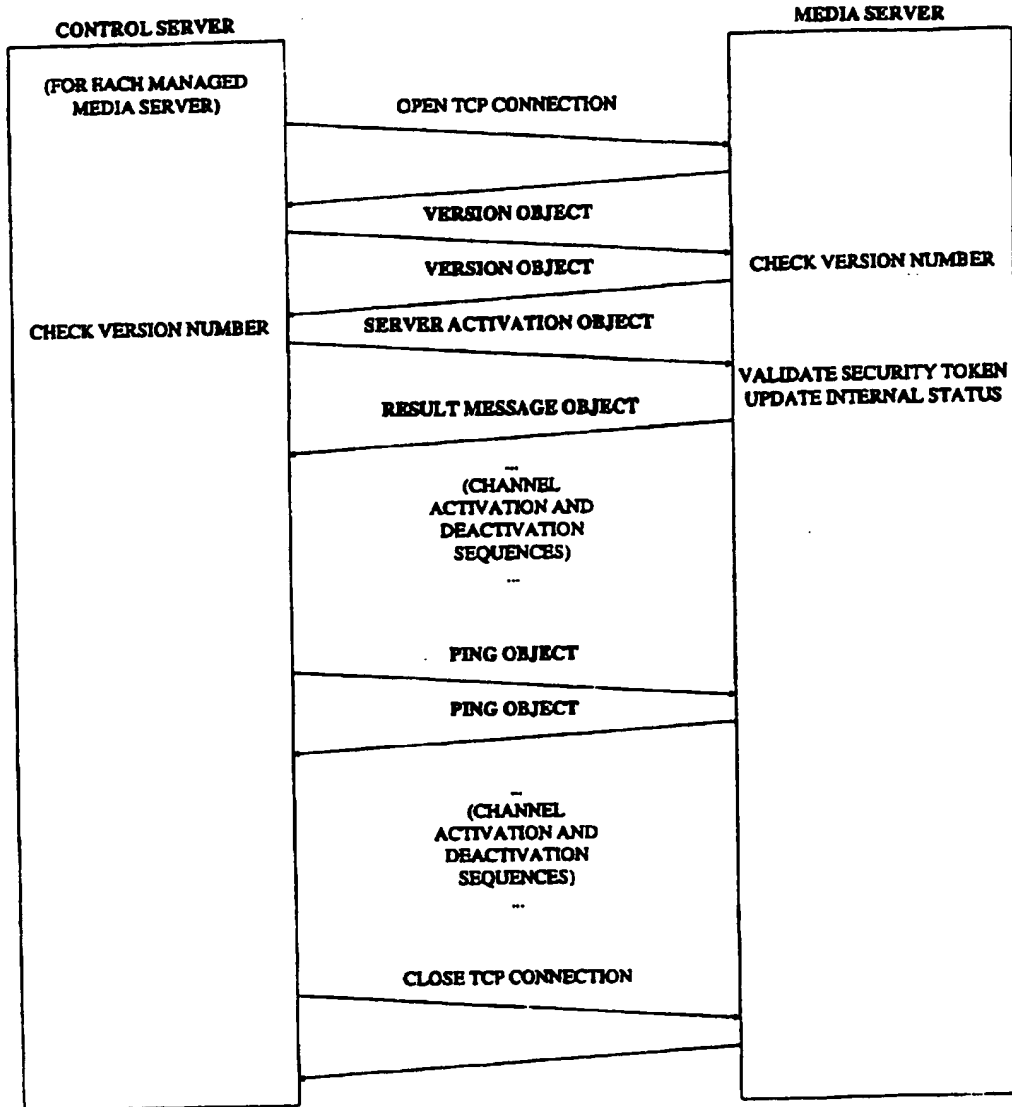 CONTROL SERVER
MEDIA SERVER
(FOR EACH MANAGED
MEDIA SERVER)
OPEN TCP CONNECTION
VERSION OBJECT
VERSION OBJECT
CHECK VERSION NUMBER
CHECK VERSION NUMBER
SERVER ACTIVATION OBJECT
VALIDATE SECURITY TOKEN
UPDATE INTERNAL STATUS
RESULT MESSAGE OBJECT
...
(CHANNEL
ACTIVATION AND
DEACTIVATION
SEQUENCES)
...
PING OBJECT
PING OBJECT
...
(CHANNEL
ACTIVATION AND
DEACTIVATION
SEQUENCES)
...
CLOSE TCP CONNECTION